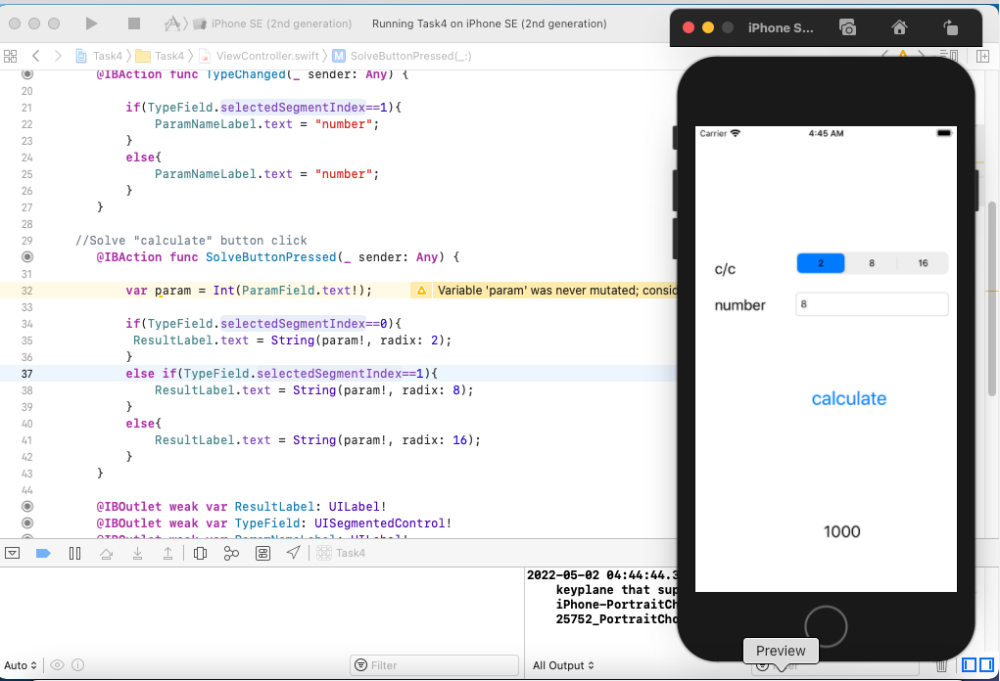 iPhone SE (2nd generation)
Running Task4 on iPhone SE (2nd generation)
iPhone S...
Task4
Task4
ViewController.swift
M SolveButtonPressed(_:)
@IBAction func TypeChanged(_ sender: Any) {
20
21 if(TypeField.selectedSegmentIndex==1){
22 ParamNameLabel.text = "number";
23 }
24 else{
25 ParamNameLabel.text = "number";
26 }
27 }
28
29 //Solve "calculate" button click
@IBAction func SolveButtonPressed(_ sender: Any) {
31
32 var param = Int(ParamField.text!); Variable 'param' was never mutated;
33
34 if(TypeField.selectedSegmentIndex==0){
35 ResultLabel.text = String(param!, radix: 2);
36 }
37 else if(TypeField.selectedSegmentIndex==1){
38 ResultLabel.text = String(param!, radix: 8);
39 }
40 else{
41 ResultLabel.text = String(param!, radix: 16);
42 }
43 }
44
@IBOutlet weak var ResultLabel: UILabel!
@IBOutlet weak var TypeField: UISegmentedControl!
@IBOutlet weak var ParamNameLabel: UILabel!
Task4
2022-05-02 04:44:44.3
keyplane that sup
iPhone-PortraitCh
25752_PortraitCho
Auto
Filter
All Output
Carrier 4:45 AM
c/c 2 8 16
number 8
calculate
1000
Preview